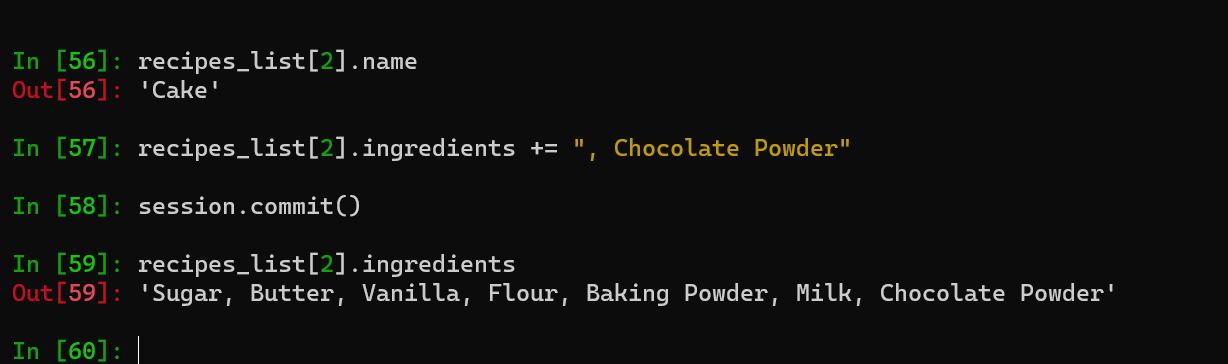 In [56]: recipes_list[2].name
Out[56]: 'Cake'
In [57]: recipes_list[2].ingredients += ", Chocolate Powder"
In [58]: session.commit()
In [59]: recipes_list[2].ingredients
Out[59]: 'Sugar, Butter, Vanilla, Flour, Baking Powder, Milk, Chocolate Powder'
In [60]: